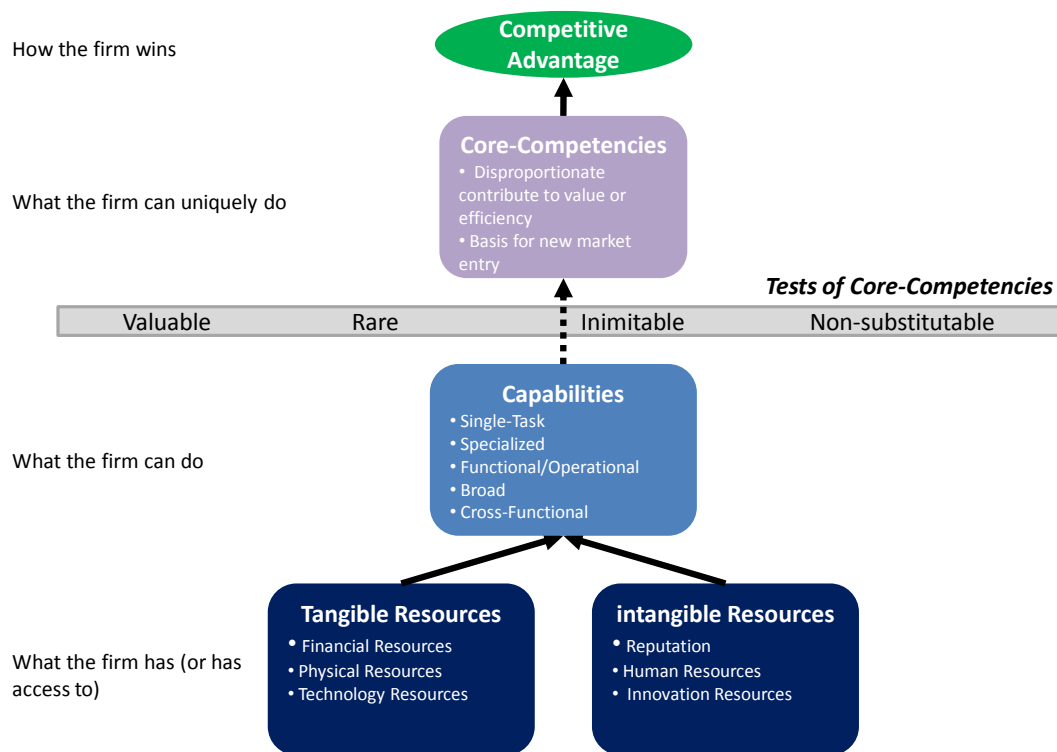 How the firm wins
Competitive
Advantage
What the firm can uniquely do
Core-Competencies
• Disproportionate
contribute to value or
efficiency
• Basis for new market
entry
Tests of Core-Competencies
Valuable Rare Inimitable Non-substitutable
What the firm can do
Capabilities
• Single-Task
• Specialized
• Functional/Operational
• Broad
• Cross-Functional
What the firm has (or has
access to)
Tangible Resources
• Financial Resources
• Physical Resources
• Technology Resources
intangible Resources
• Reputation
• Human Resources
• Innovation Resources